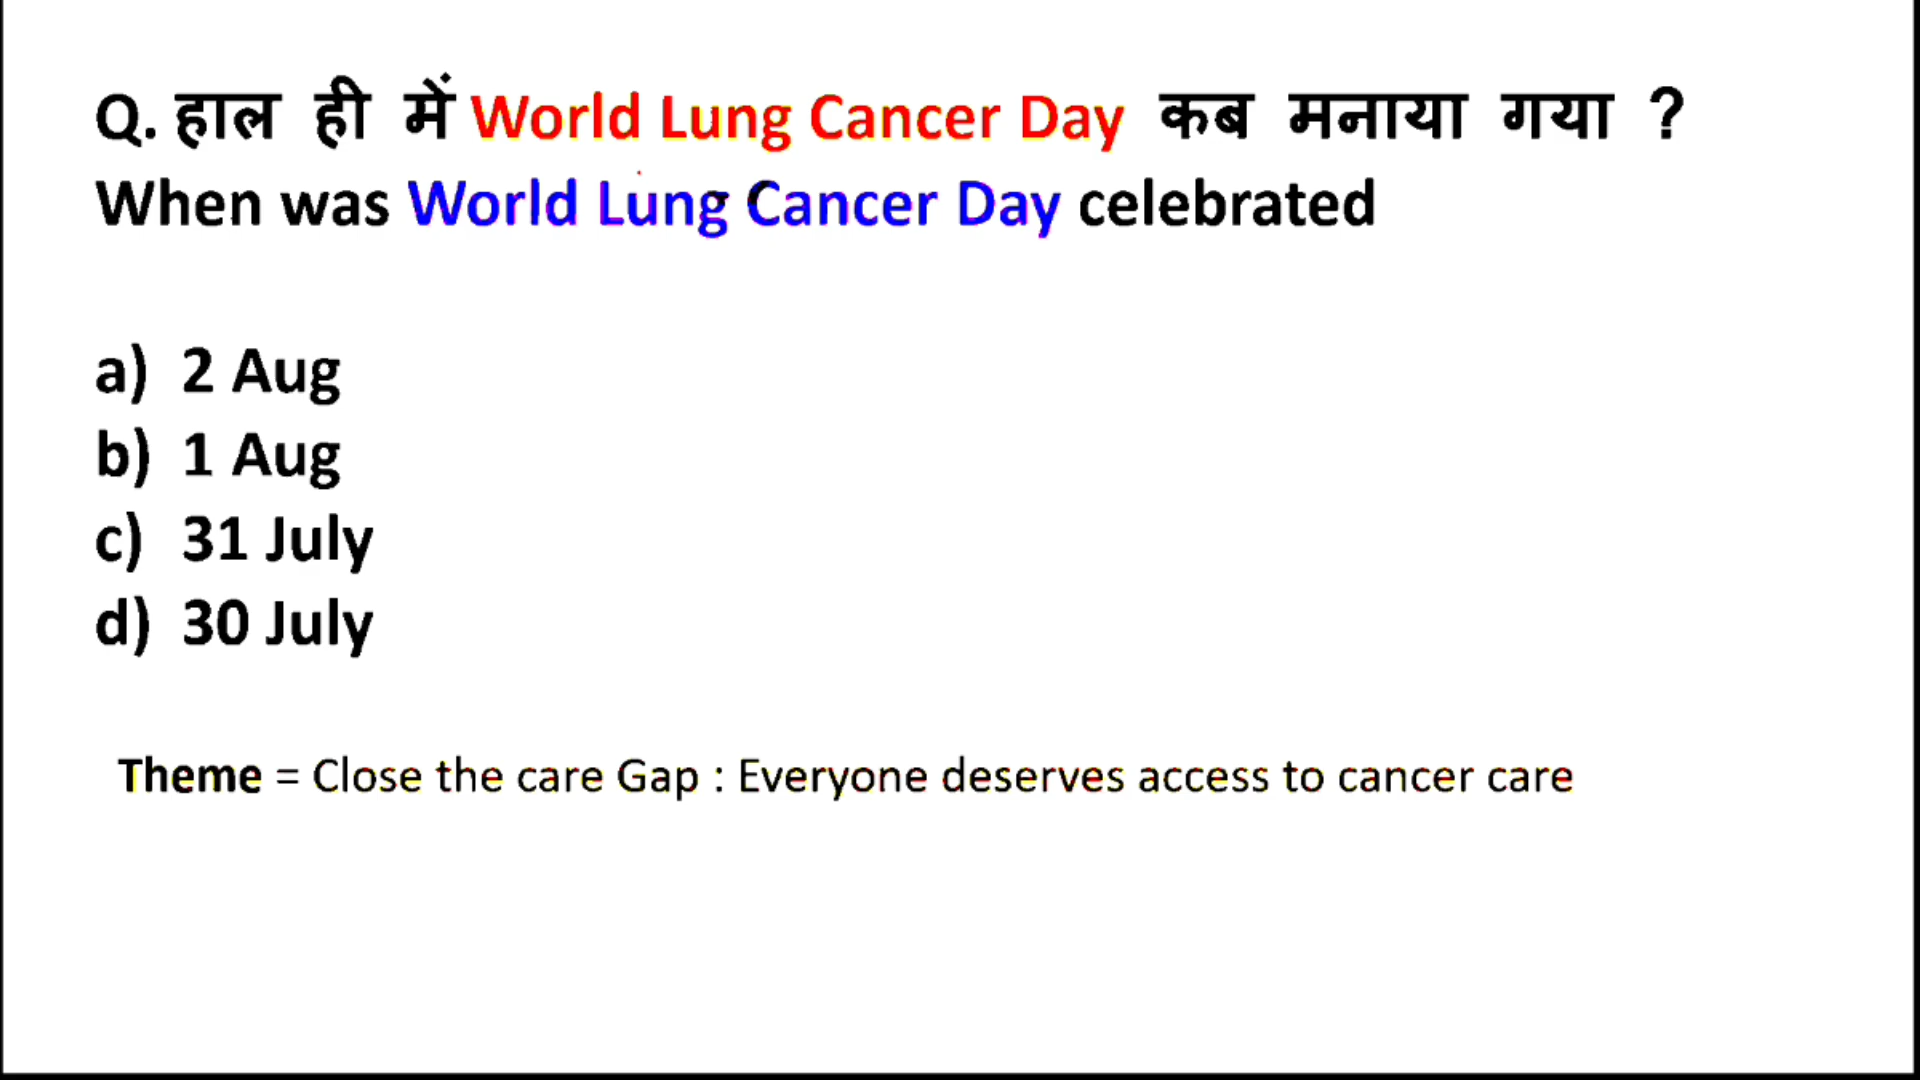 Q. हाल ही में World Lung Cancer Day कब मनाया गया ?
When was World Lung Cancer Day celebrated
a) 2 Aug
b) 1 Aug
c) 31 July
d) 30 July
Theme = Close the care Gap : Everyone deserves access to cancer care